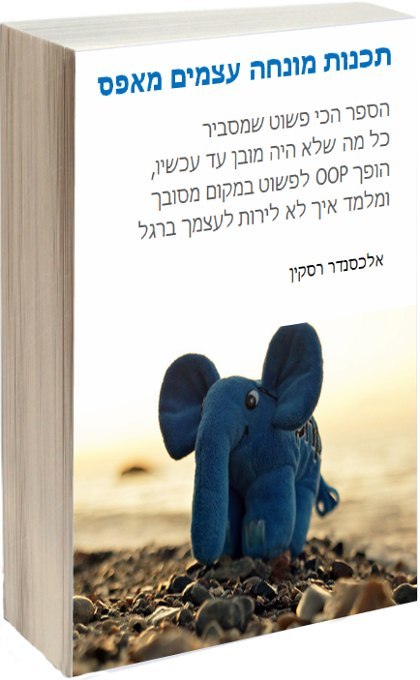 תכנות מונחה עצמים מאפס
הספר הכי פשוט שמסביר
כל מה שלא היה מובן עד עכשיו,
הופך OOP לפשוט במקום מסובך
ומלמד איך לא לירות לעצמך ברגל
אלכסנדר רסקין